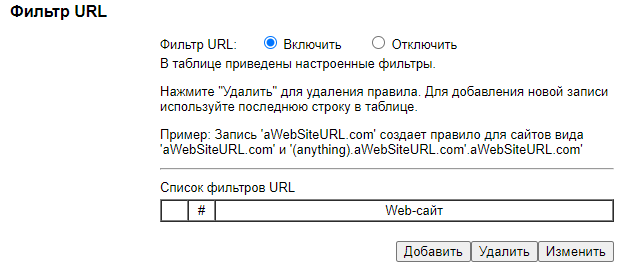 Фильтр URL
Фильтр URL: Включить Отключить
В таблице приведены настроенные фильтры.
Нажмите "Удалить" для удаления правила. Для добавления новой записи
используйте последнюю строку в таблице.
Пример: Запись 'aWebSiteURL.com' создает правило для сайтов вида
'aWebSiteURL.com' и '(anything).aWebSiteURL.com'.aWebSiteURL.com'
Список фильтров URL
# Web-сайт
Добавить Удалить Изменить